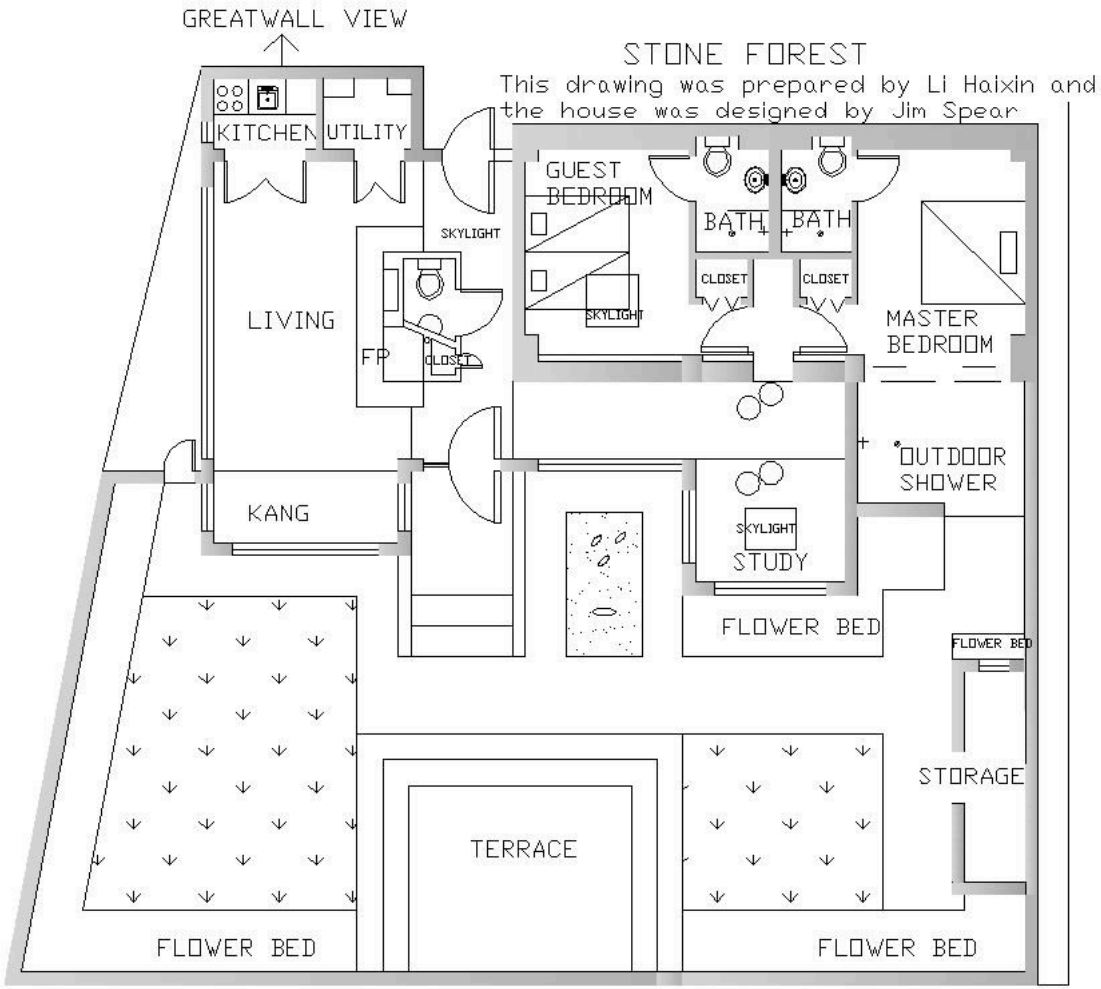 GREATWALL VIEW
STONE FOREST
This drawing was prepared by Li Haixin and
the house was designed by Jim Spear
KITCHEN
UTILITY
GUEST
BEDROOM
BATH
BATH
SKYLIGHT
CLOSET
CLOSET
SKYLIGHT
LIVING
MASTER
BEDROOM
FP
CLOSET
OUTDOOR
SHOWER
KANG
SKYLIGHT
STUDY
FLOWER BED
FLOWER BED
STORAGE
TERRACE
FLOWER BED
FLOWER BED